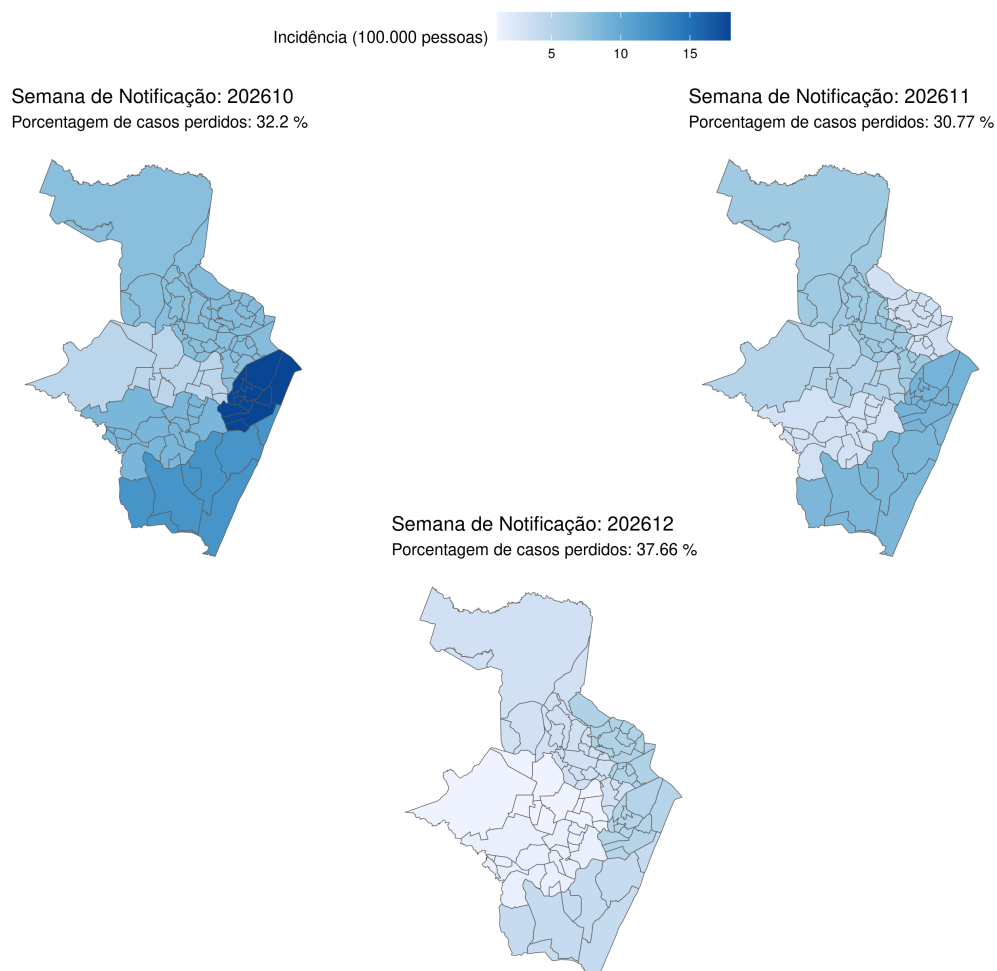 Incidência (100.000 pessoas)
5 10 15
Semana de Notificação: 202610
Porcentagem de casos perdidos: 32.2 %
Semana de Notificação: 202611
Porcentagem de casos perdidos: 30.77 %
Semana de Notificação: 202612
Porcentagem de casos perdidos: 37.66 %